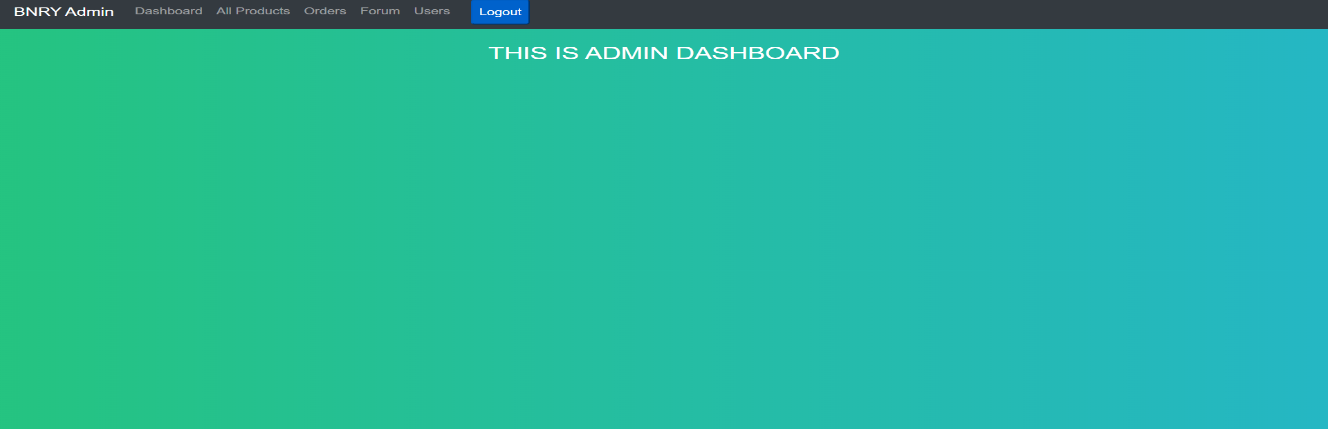 BNRY Admin Dashboard All Products Orders Forum Users Logout
THIS IS ADMIN DASHBOARD